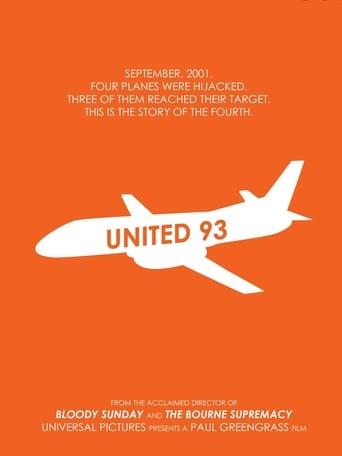 SEPTEMBER, 2001.
FOUR PLANES WERE HIJACKED.
THREE OF THEM REACHED THEIR TARGET.
THIS IS THE STORY OF THE FOURTH.
UNITED 93
FROM THE ACCLAIMED DIRECTOR OF
BLOODY SUNDAY AND THE BOURNE SUPREMACY
UNIVERSAL PICTURES PRESENTS A PAUL GREENGRASS FILM